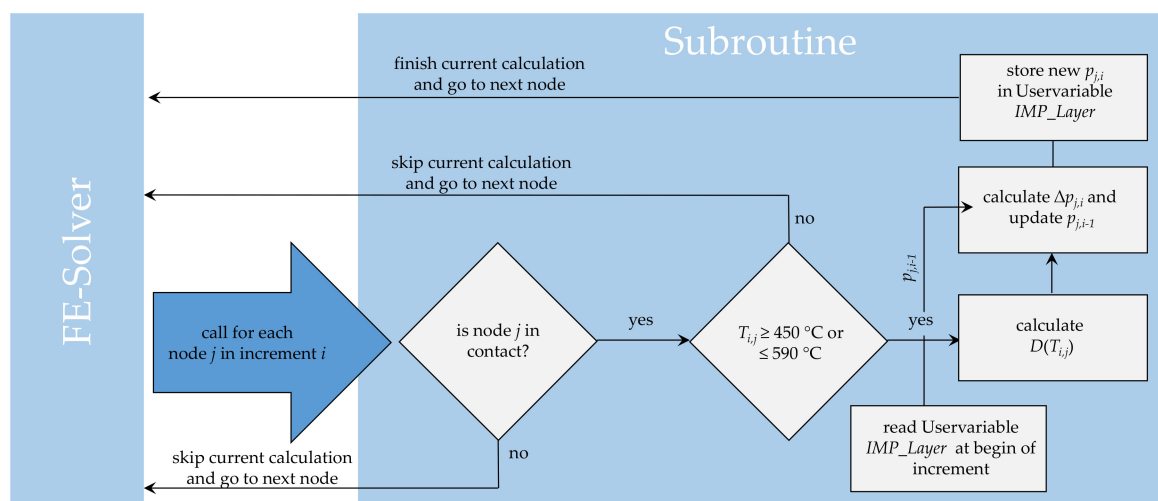 Subroutine
FE-Solver
finish current calculation
and go to next node
store new p_{j,i}
in Uservariable
IMP_Layer
skip current calculation
and go to next node
no
calculate Δp_{j,i} and
update p_{j,i-1}
p_{j,i-1}
call for each
node j in increment i
is node j in
contact?
yes
T_{i,j} ≥ 450 °C or
≤ 590 °C
yes
calculate
D(T_{i,j})
read Uservariable
IMP_Layer at begin of
increment
no
skip current calculation
and go to next node